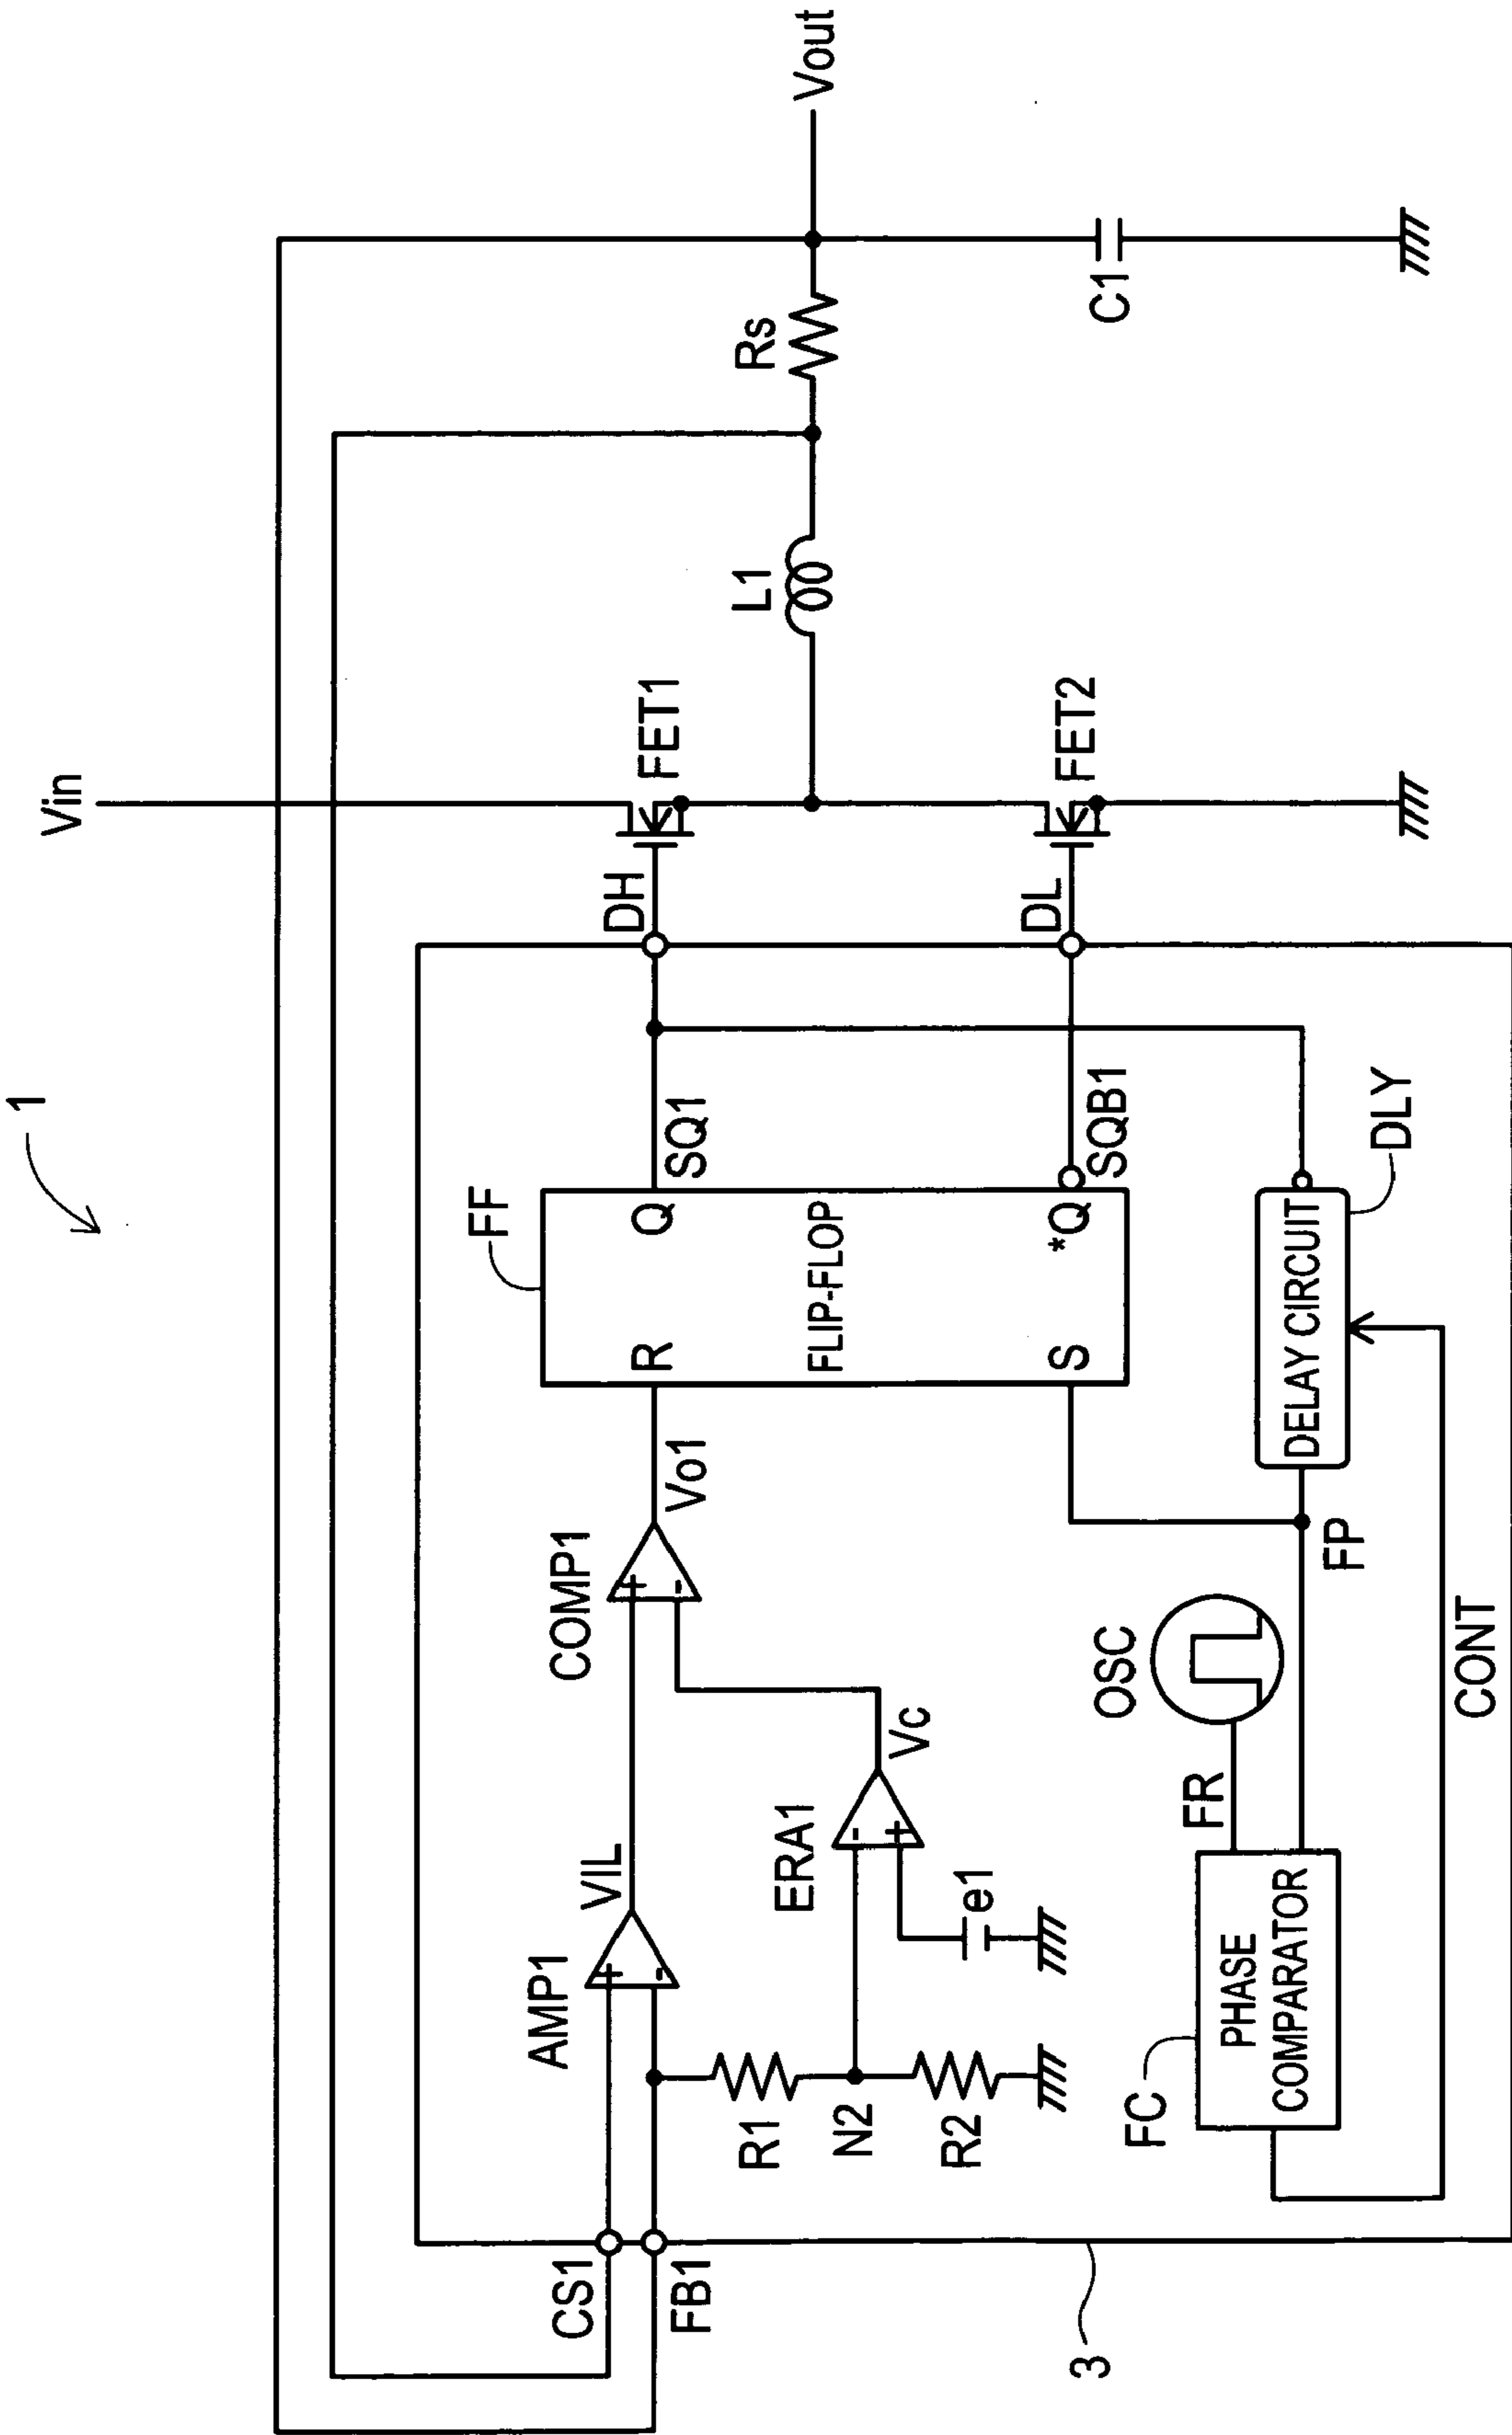 1
Vin
Vout
Rs
L1
C1
FET1
FET2
DH
DL
FF
Q
SQ1
R
FLIP-FLOP
*Q
SQB1
S
DELAY CIRCUIT
DLY
Vo1
COMP1
+
-
FP
OSC
CONT
FR
Vc
ERA1
-
+
e1
VIL
AMP1
+
-
R1
N2
R2
PHASE
COMPARATOR
FC
CS1
FB1
3